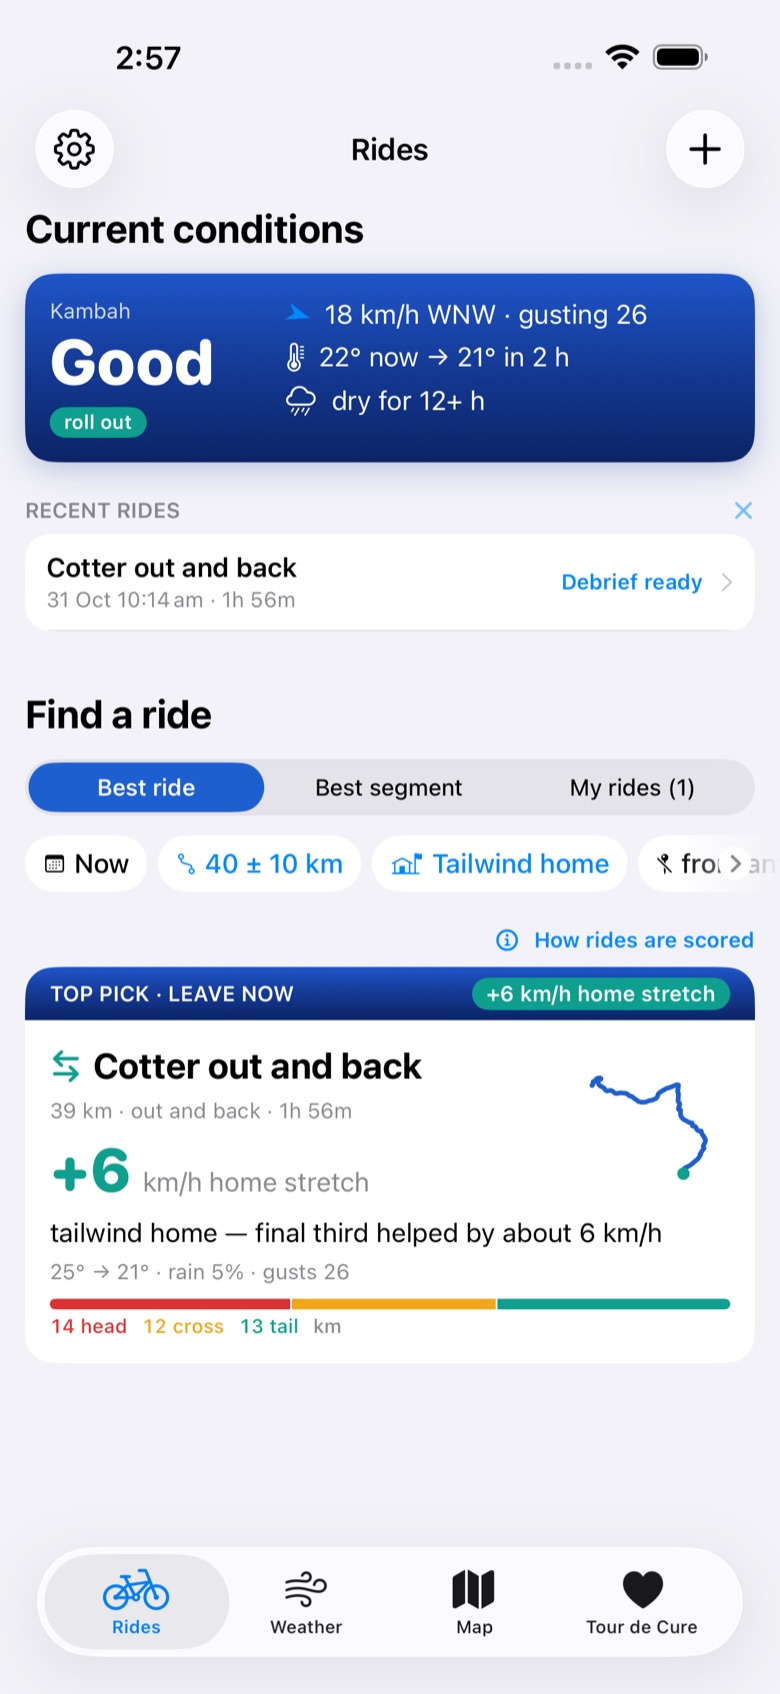 2:57
Rides
Current conditions
Kambah
Good
roll out
18 km/h WNW · gusting 26
22° now → 21° in 2 h
dry for 12+ h
RECENT RIDES
Cotter out and back
31 Oct 10:14 am · 1h 56m
Debrief ready
Find a ride
Best ride
Best segment
My rides (1)
Now
40 ± 10 km
Tailwind home
How rides are scored
TOP PICK · LEAVE NOW
+6 km/h home stretch
Cotter out and back
39 km · out and back · 1h 56m
+6 km/h home stretch
tailwind home — final third helped by about 6 km/h
25° → 21° · rain 5% · gusts 26
14 head 12 cross 13 tail km
Rides
Weather
Map
Tour de Cure